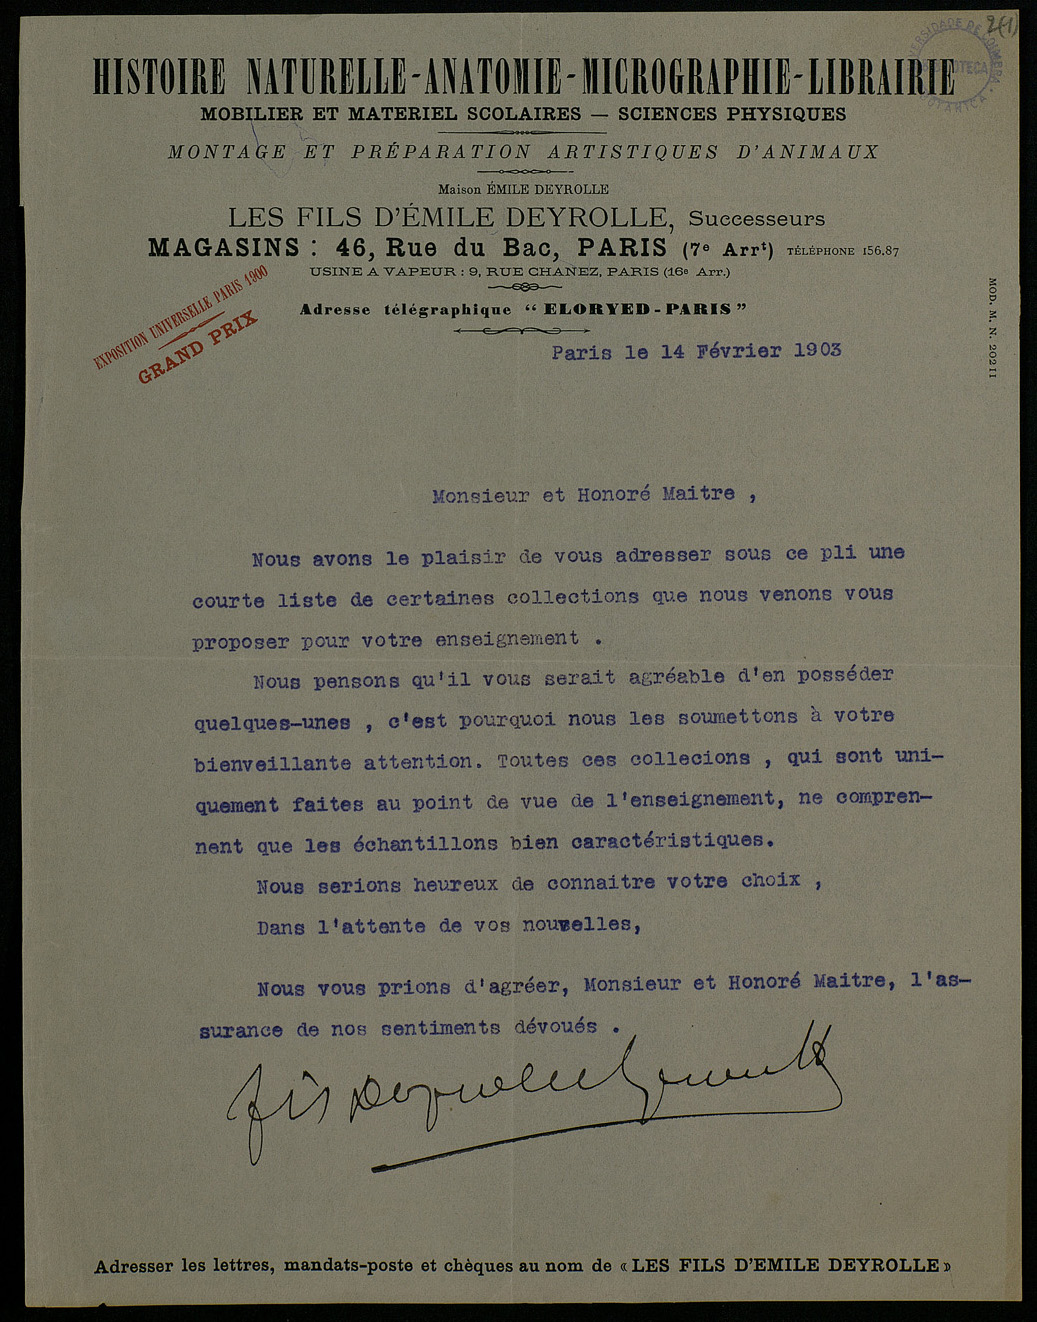 2(1)
UNIVERSIDADE DE COIMBRA
BIBLIOTECA
BOTANICA
HISTOIRE NATURELLE-ANATOMIE-MICROGRAPHIE-LIBRAIRIE
MOBILIER ET MATERIEL SCOLAIRES — SCIENCES PHYSIQUES
MONTAGE ET PRÉPARATION ARTISTIQUES D'ANIMAUX
Maison ÉMILE DEYROLLE
LES FILS D'ÉMILE DEYROLLE, Successeurs
MAGASINS : 46, Rue du Bac, PARIS (7e Arrt) TÉLÉPHONE 156.87
USINE A VAPEUR : 9, RUE CHANEZ, PARIS (16e Arr.)
Adresse télégraphique “ ELORYED-PARIS ”
EXPOSITION UNIVERSELLE PARIS 1900
GRAND PRIX
MOD. M. N. 20211
Paris le 14 Février 1903
Monsieur et Honoré Maitre ,
Nous avons le plaisir de vous adresser sous ce pli une
courte liste de certaines collections que nous venons vous
proposer pour votre enseignement .
Nous pensons qu'il vous serait agréable d'en posséder
quelques-unes , c'est pourquoi nous les soumettons à votre
bienveillante attention. Toutes ces collecions , qui sont uni-
quement faites au point de vue de l'enseignement, ne compren-
nent que les échantillons bien caractéristiques.
Nous serions heureux de connaitre votre choix ,
Dans l'attente de vos nouvelles,
Nous vous prions d'agréer, Monsieur et Honoré Maitre, l'as-
surance de nos sentiments dévoués .
fils Deyrolle
Adresser les lettres, mandats-poste et chèques au nom de « LES FILS D'EMILE DEYROLLE »